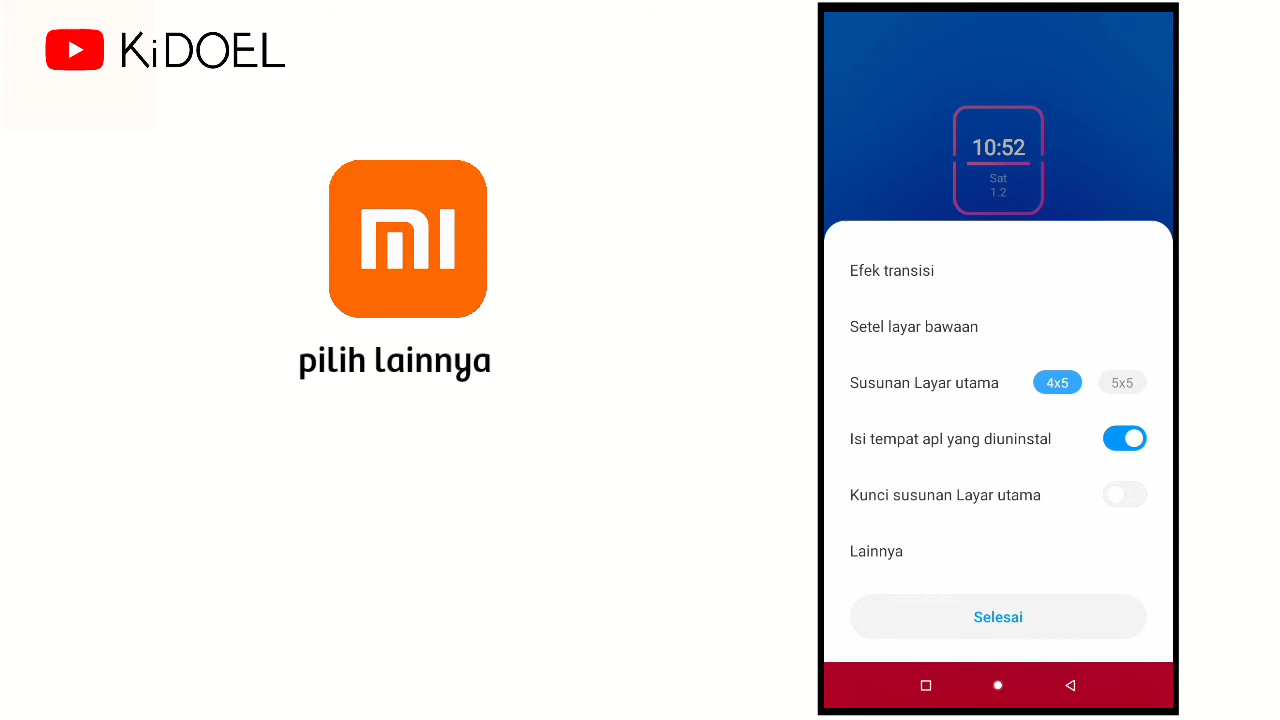 KiDOEL
mi
pilih lainnya
10:52
Sat
1.2
Efek transisi
Setel layar bawaan
Susunan Layar utama 4x5 5x5
Isi tempat apl yang diuninstal
Kunci susunan Layar utama
Lainnya
Selesai